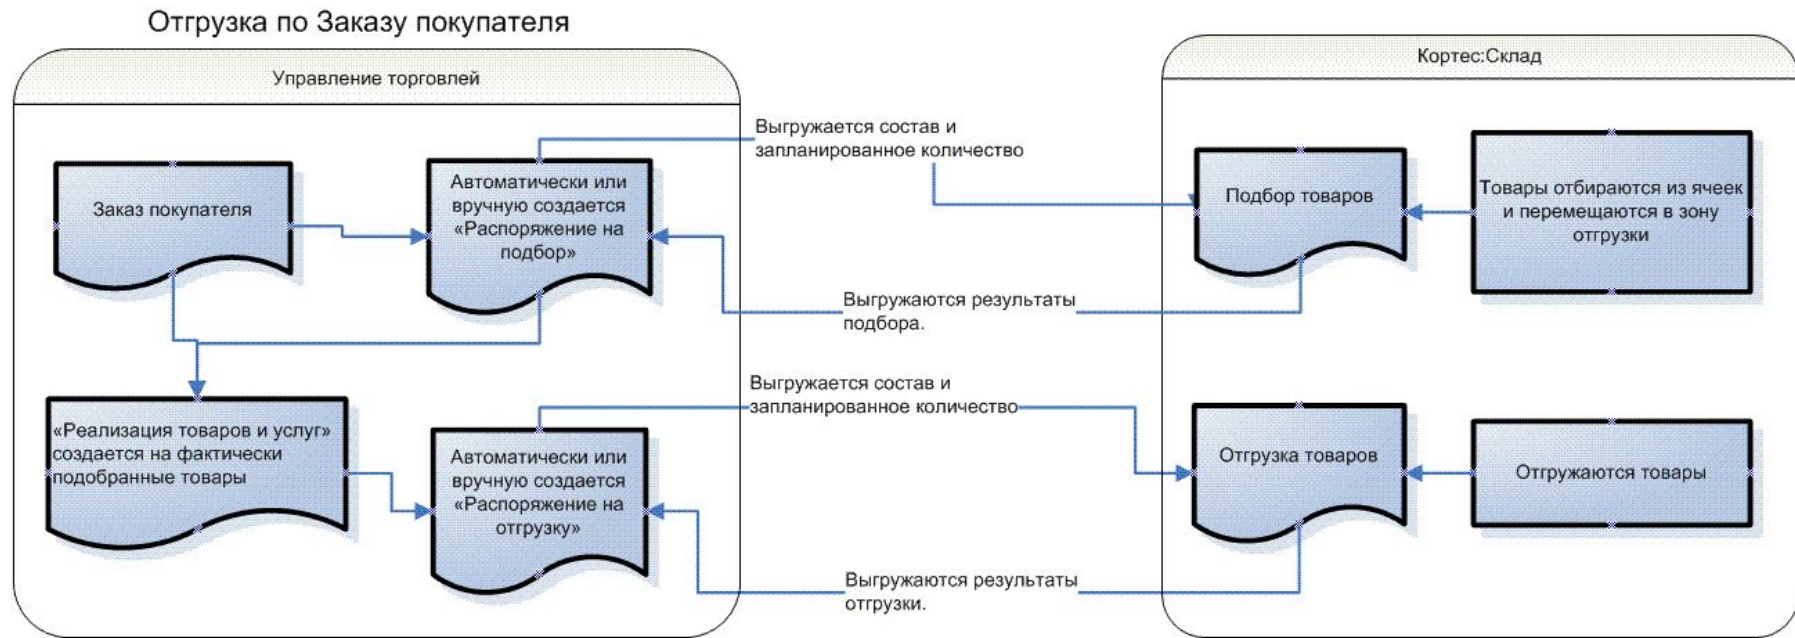 Отгрузка по Заказу покупателя
Управление торговлей
Кортес:Склад
Заказ покупателя
Автоматически или
вручную создается
«Распоряжение на
подбор»
Выгружается состав и
запланированное количество
Подбор товаров
Товары отбираются из ячеек
и перемещаются в зону
отгрузки
Выгружаются результаты
подбора.
«Реализация товаров и услуг»
создается на фактически
подобранные товары
Автоматически или
вручную создается
«Распоряжение на
отгрузку»
Выгружается состав и
запланированное количество
Отгрузка товаров
Отгружаются товары
Выгружаются результаты
отгрузки.